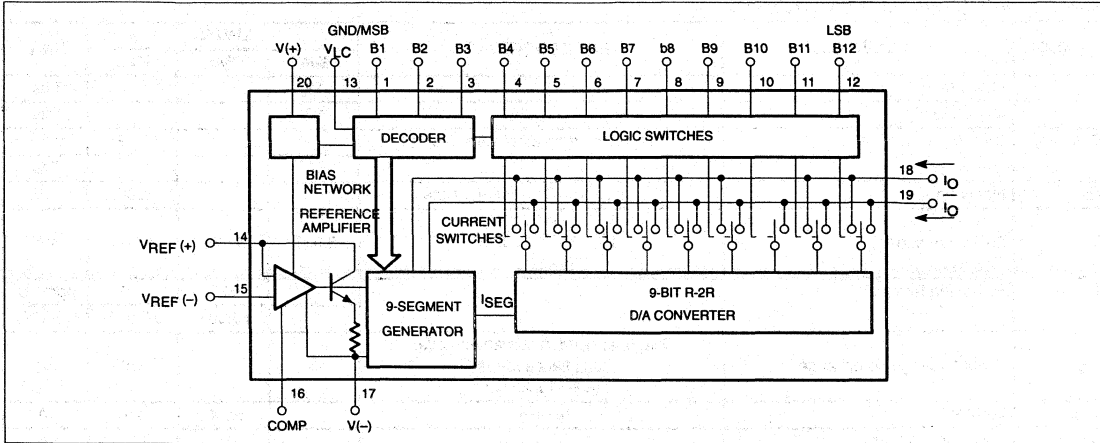 GND/MSB LSB
V(+) VLC B1 B2 B3 B4 B5 B6 B7 b8 B9 B10 B11 B12
20 13 1 2 3 4 5 6 7 8 9 10 11 12
DECODER
LOGIC SWITCHES
BIAS
NETWORK
REFERENCE
AMPLIFIER
18
IO
19
IO
CURRENT
SWITCHES
VREF (+)
14
VREF (–)
15
9-SEGMENT
GENERATOR
ISEG
9-BIT R-2R
D/A CONVERTER
16
17
COMP
V(–)